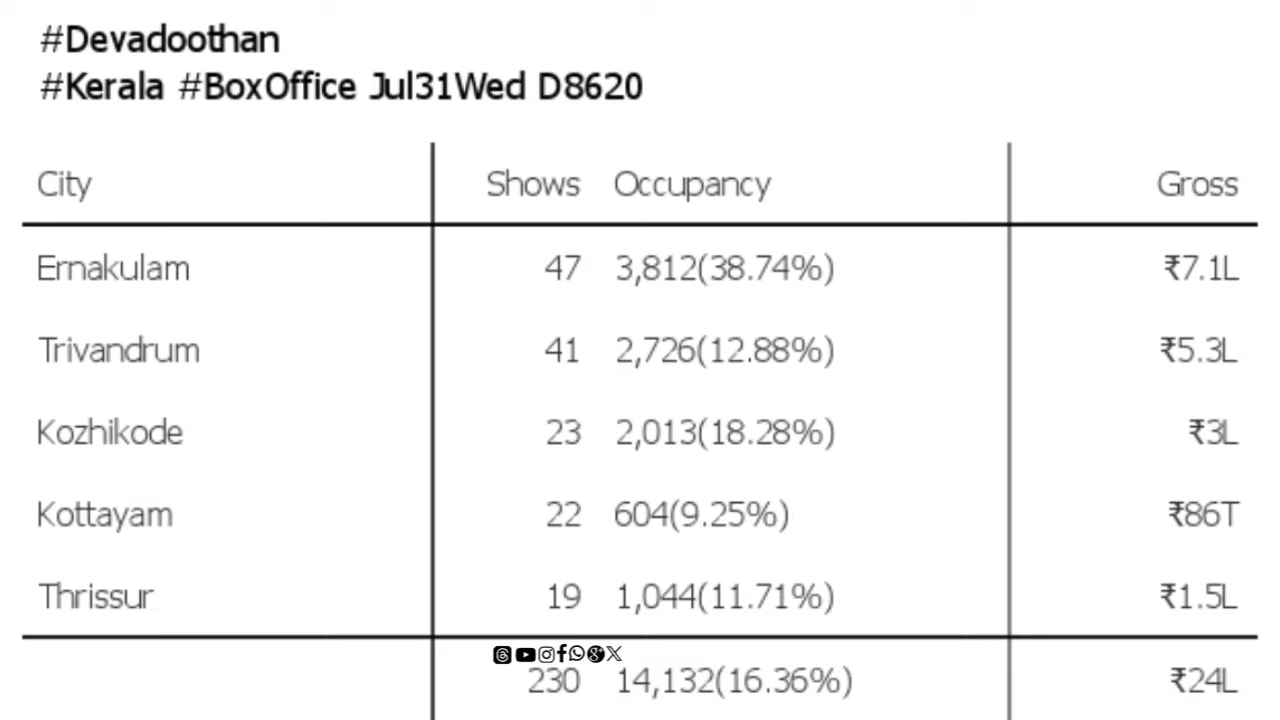 #Devadoothan
#Kerala #BoxOffice Jul31Wed D8620
City Shows Occupancy Gross
Ernakulam 47 3,812(38.74%) ₹7.1L
Trivandrum 41 2,726(12.88%) ₹5.3L
Kozhikode 23 2,013(18.28%) ₹3L
Kottayam 22 604(9.25%) ₹86T
Thrissur 19 1,044(11.71%) ₹1.5L
230 14,132(16.36%) ₹24L